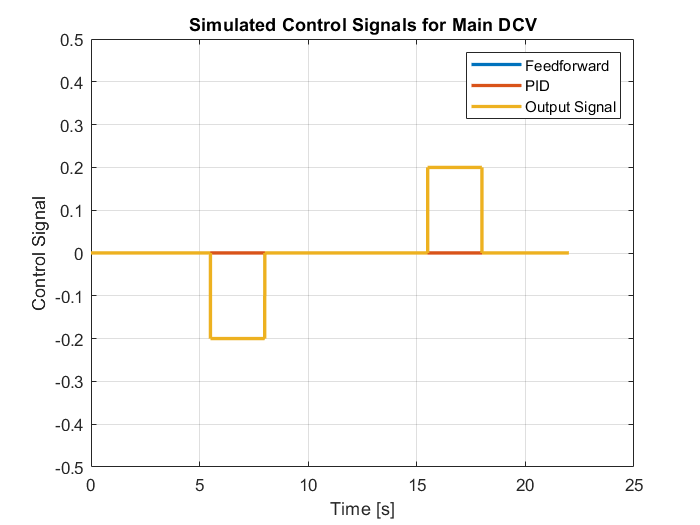 Simulated Control Signals for Main DCV
Feedforward
PID
Output Signal
Control Signal
0.5
0.4
0.3
0.2
0.1
0
-0.1
-0.2
-0.3
-0.4
-0.5
0 5 10 15 20 25
Time [s]